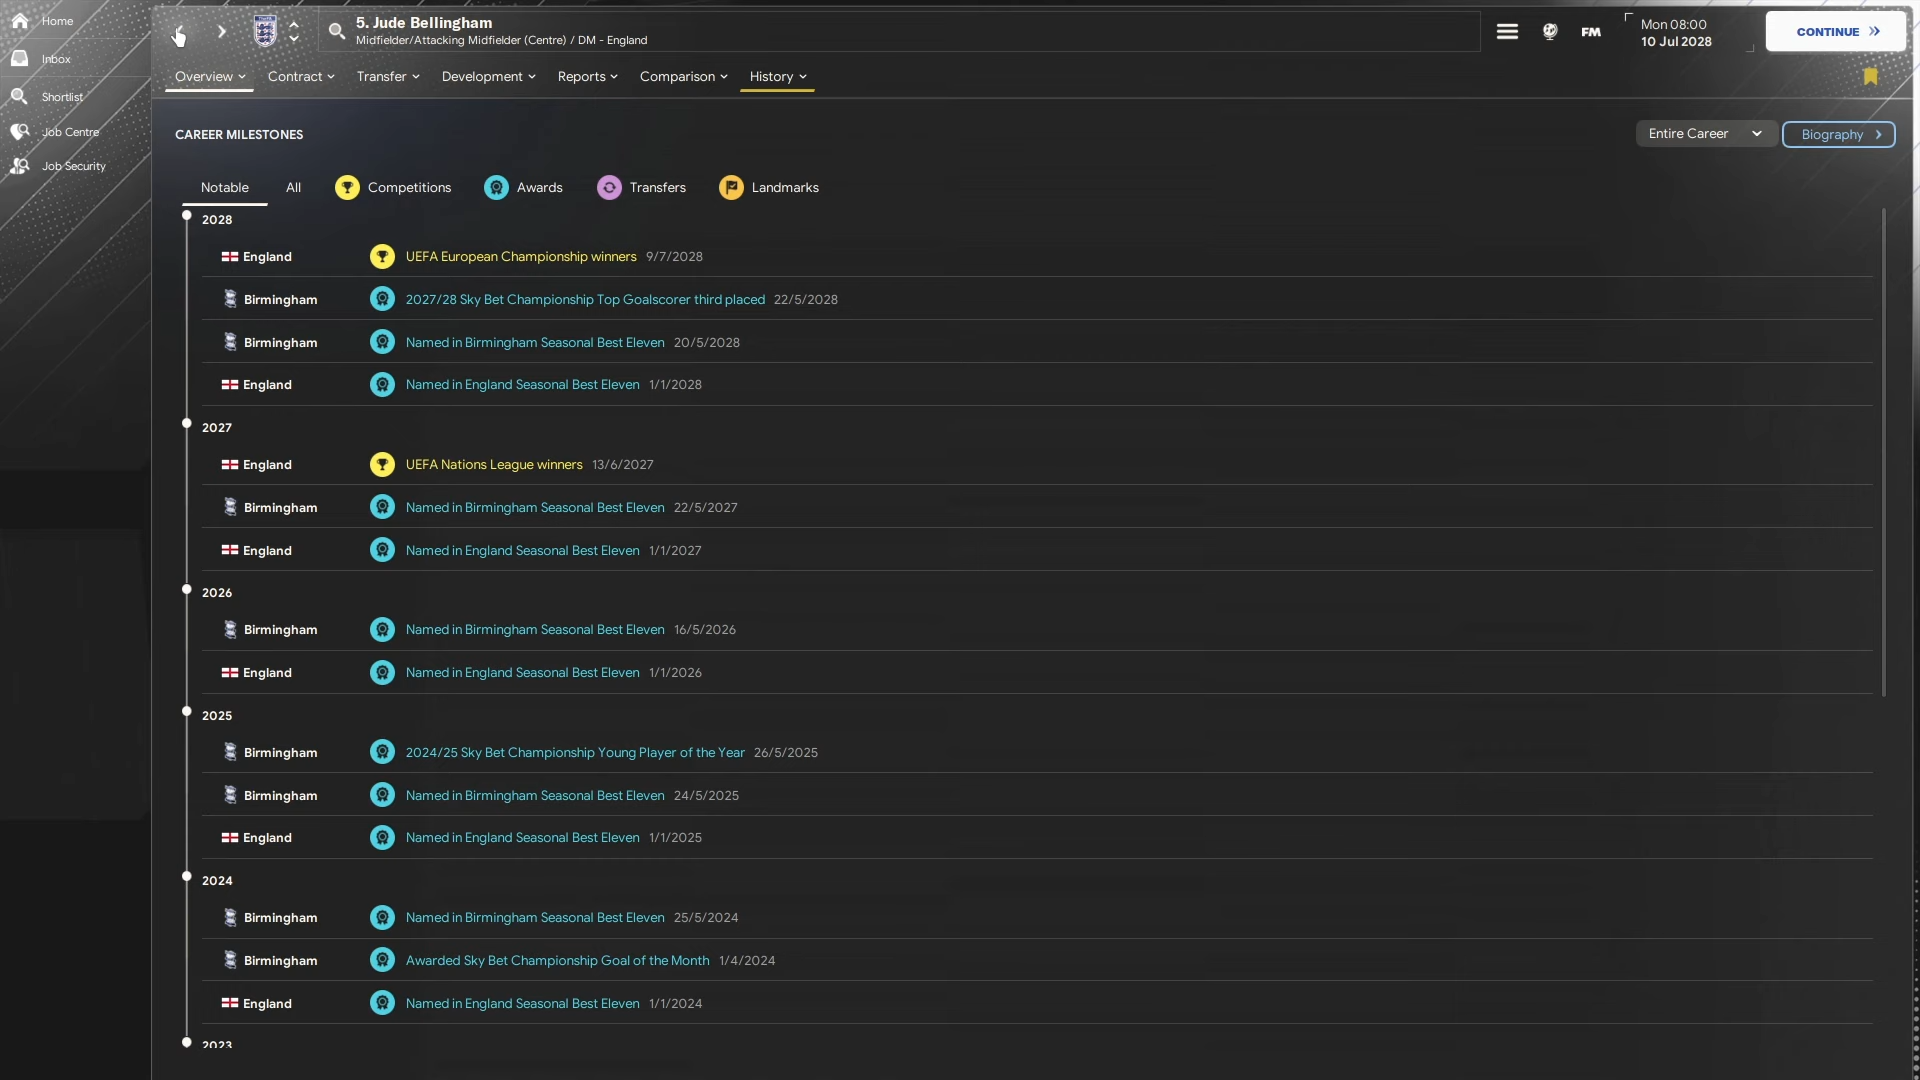 Home
Inbox
Shortlist
Job Centre
Job Security
5. Jude Bellingham
Midfielder/Attacking Midfielder (Centre) / DM - England
FM
Mon 08:00
10 Jul 2028
CONTINUE
Overview
Contract
Transfer
Development
Reports
Comparison
History
CAREER MILESTONES
Entire Career
Biography
Notable
All
Competitions
Awards
Transfers
Landmarks
2028
England UEFA European Championship winners 9/7/2028
Birmingham 2027/28 Sky Bet Championship Top Goalscorer third placed 22/5/2028
Birmingham Named in Birmingham Seasonal Best Eleven 20/5/2028
England Named in England Seasonal Best Eleven 1/1/2028
2027
England UEFA Nations League winners 13/6/2027
Birmingham Named in Birmingham Seasonal Best Eleven 22/5/2027
England Named in England Seasonal Best Eleven 1/1/2027
2026
Birmingham Named in Birmingham Seasonal Best Eleven 16/5/2026
England Named in England Seasonal Best Eleven 1/1/2026
2025
Birmingham 2024/25 Sky Bet Championship Young Player of the Year 26/5/2025
Birmingham Named in Birmingham Seasonal Best Eleven 24/5/2025
England Named in England Seasonal Best Eleven 1/1/2025
2024
Birmingham Named in Birmingham Seasonal Best Eleven 25/5/2024
Birmingham Awarded Sky Bet Championship Goal of the Month 1/4/2024
England Named in England Seasonal Best Eleven 1/1/2024
2023